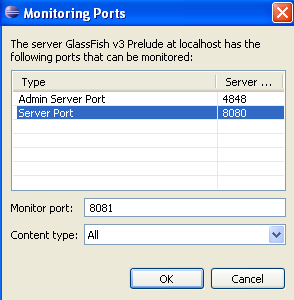 Monitoring Ports
The server GlassFish v3 Prelude at localhost has the
following ports that can be monitored:
Type Server ...
Admin Server Port 4848
Server Port 8080
Monitor port: 8081
Content type: All
OK Cancel